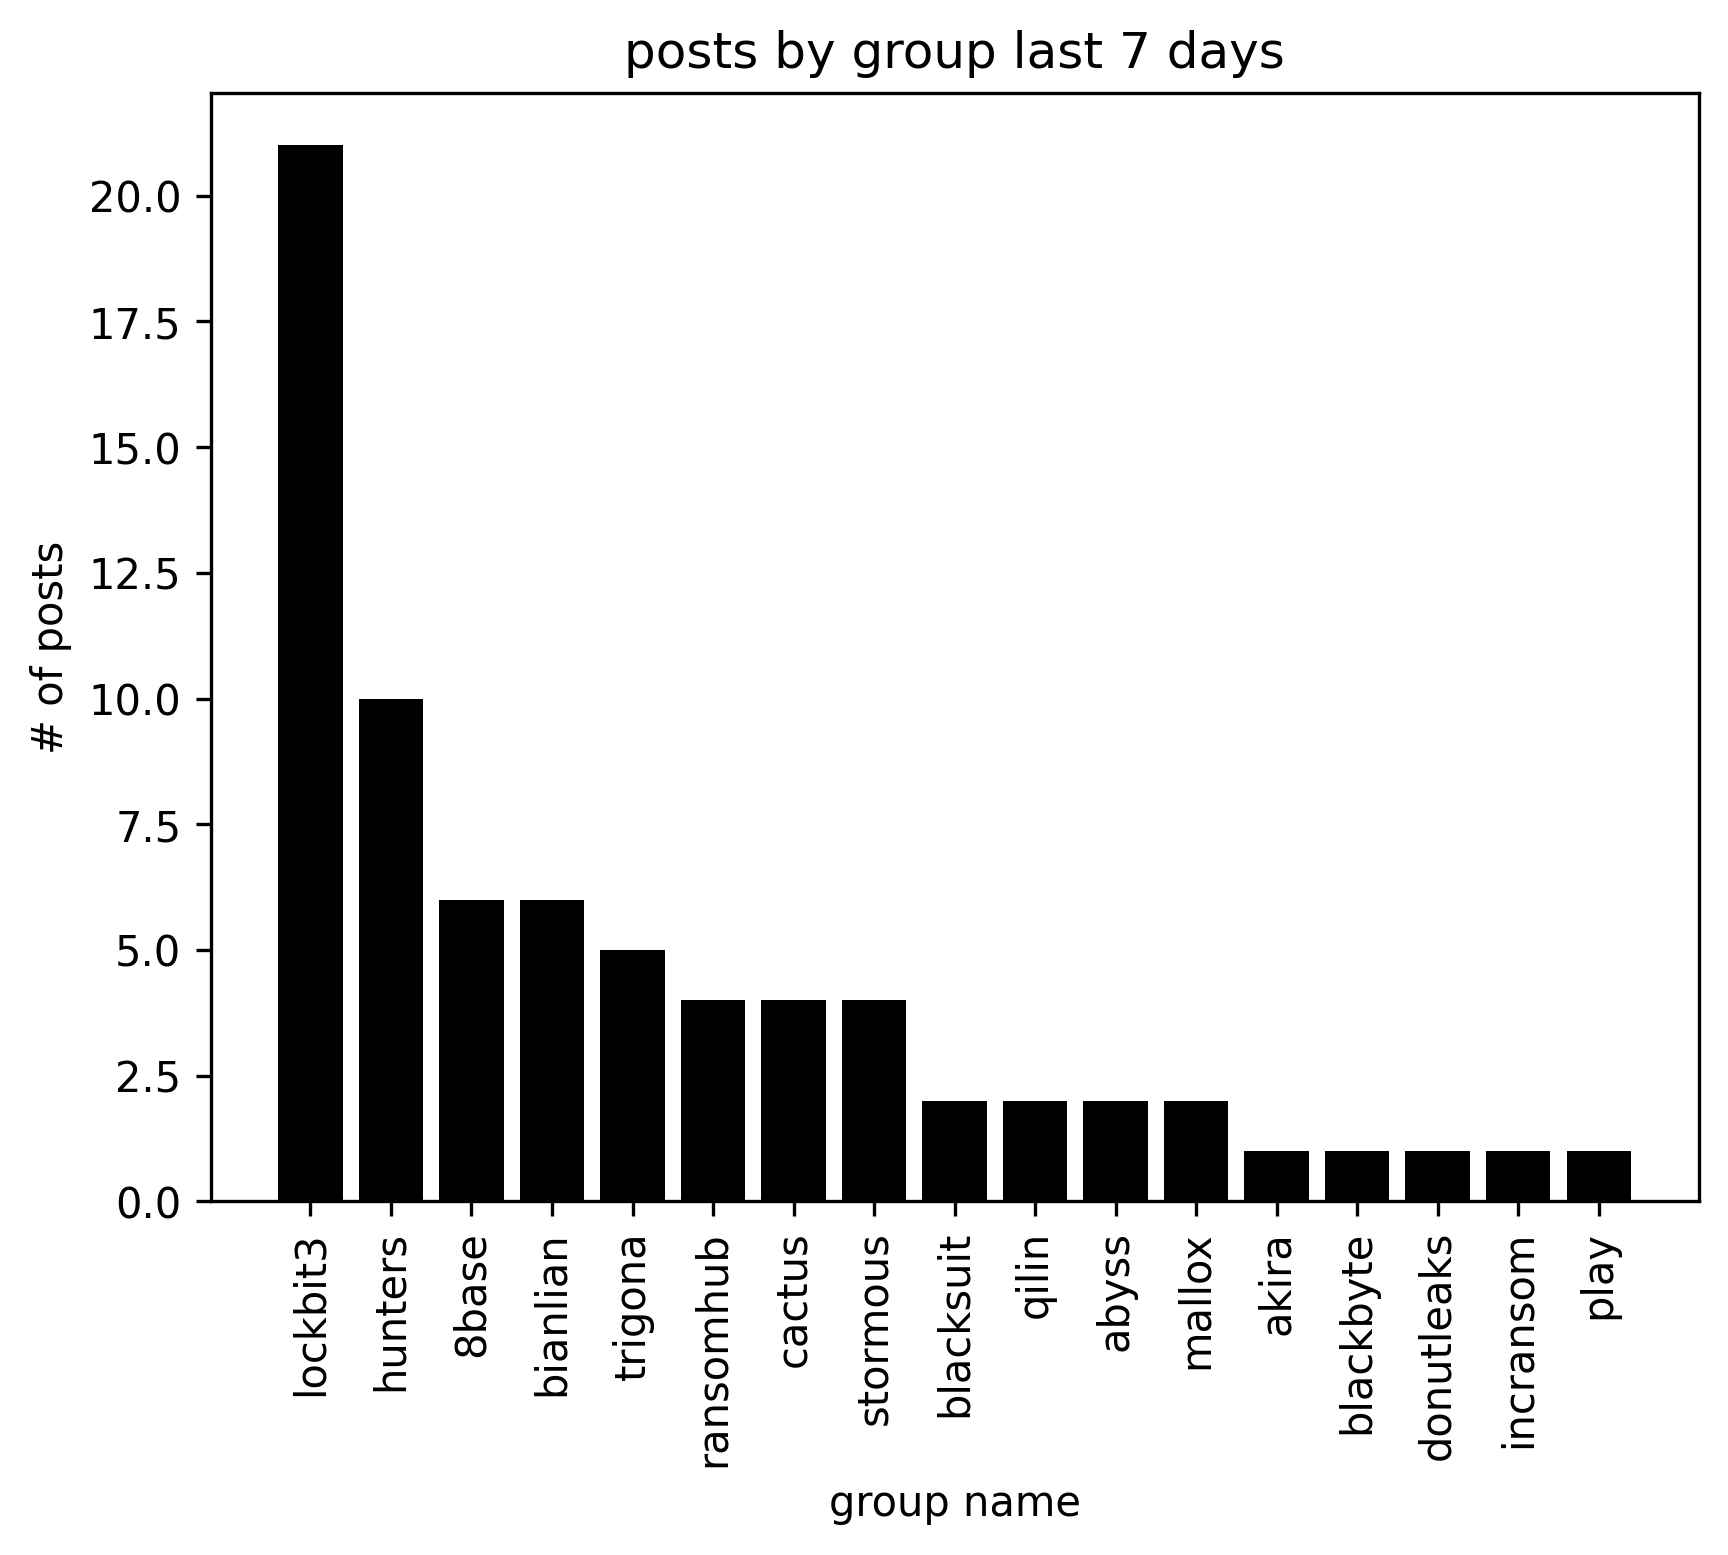 posts by group last 7 days
20.0
17.5
15.0
12.5
10.0
7.5
5.0
2.5
0.0
# of posts
lockbit3
hunters
8base
bianlian
trigona
ransomhub
cactus
stormous
blacksuit
qilin
abyss
mallox
akira
blackbyte
donutleaks
incransom
play
group name